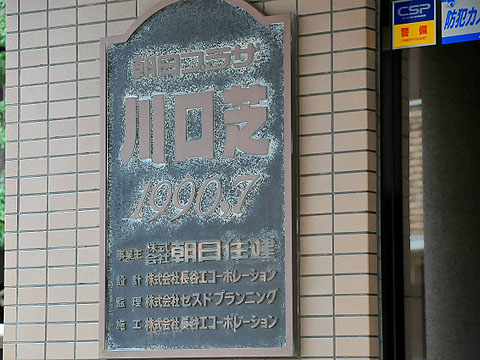 朝日プラザ
川口芝
1990.7
事業主 株式会社 朝日住建
設計 株式会社長谷工コーポレーション
監理 株式会社セスドプランニング
施工 株式会社長谷工コーポレーション
CSP
警備
防犯カ